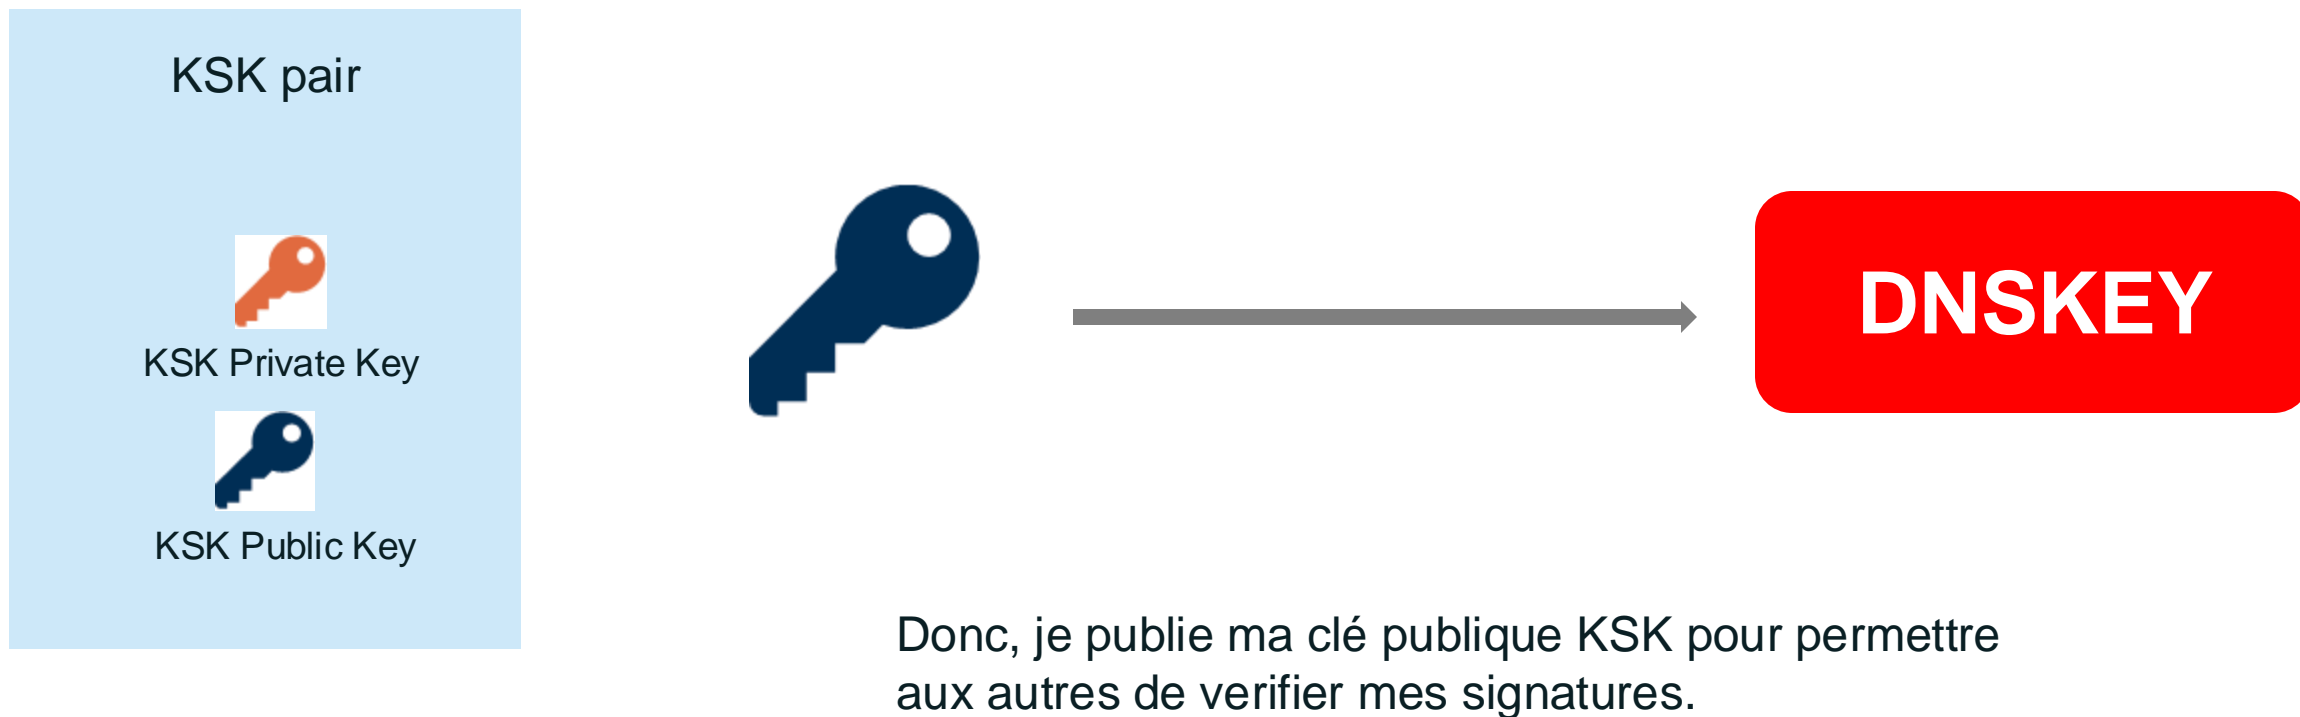 KSK pair
KSK Private Key
KSK Public Key
DNSKEY
Donc, je publie ma clé publique KSK pour permettre
aux autres de verifier mes signatures.